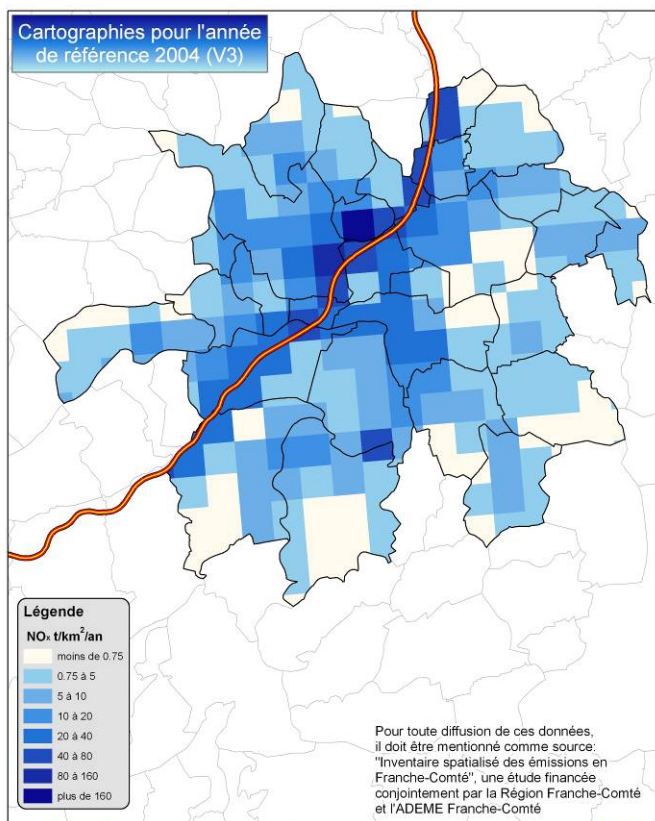 Cartographies pour l'année
de référence 2004 (V3)
Légende
NOx t/km²/an
moins de 0.75
0.75 à 5
5 à 10
10 à 20
20 à 40
40 à 80
80 à 160
plus de 160
Pour toute diffusion de ces données,
il doit être mentionné comme source:
"Inventaire spatialisé des émissions en
Franche-Comté", une étude financée
conjointement par la Région Franche-Comté
et l'ADEME Franche-Comté